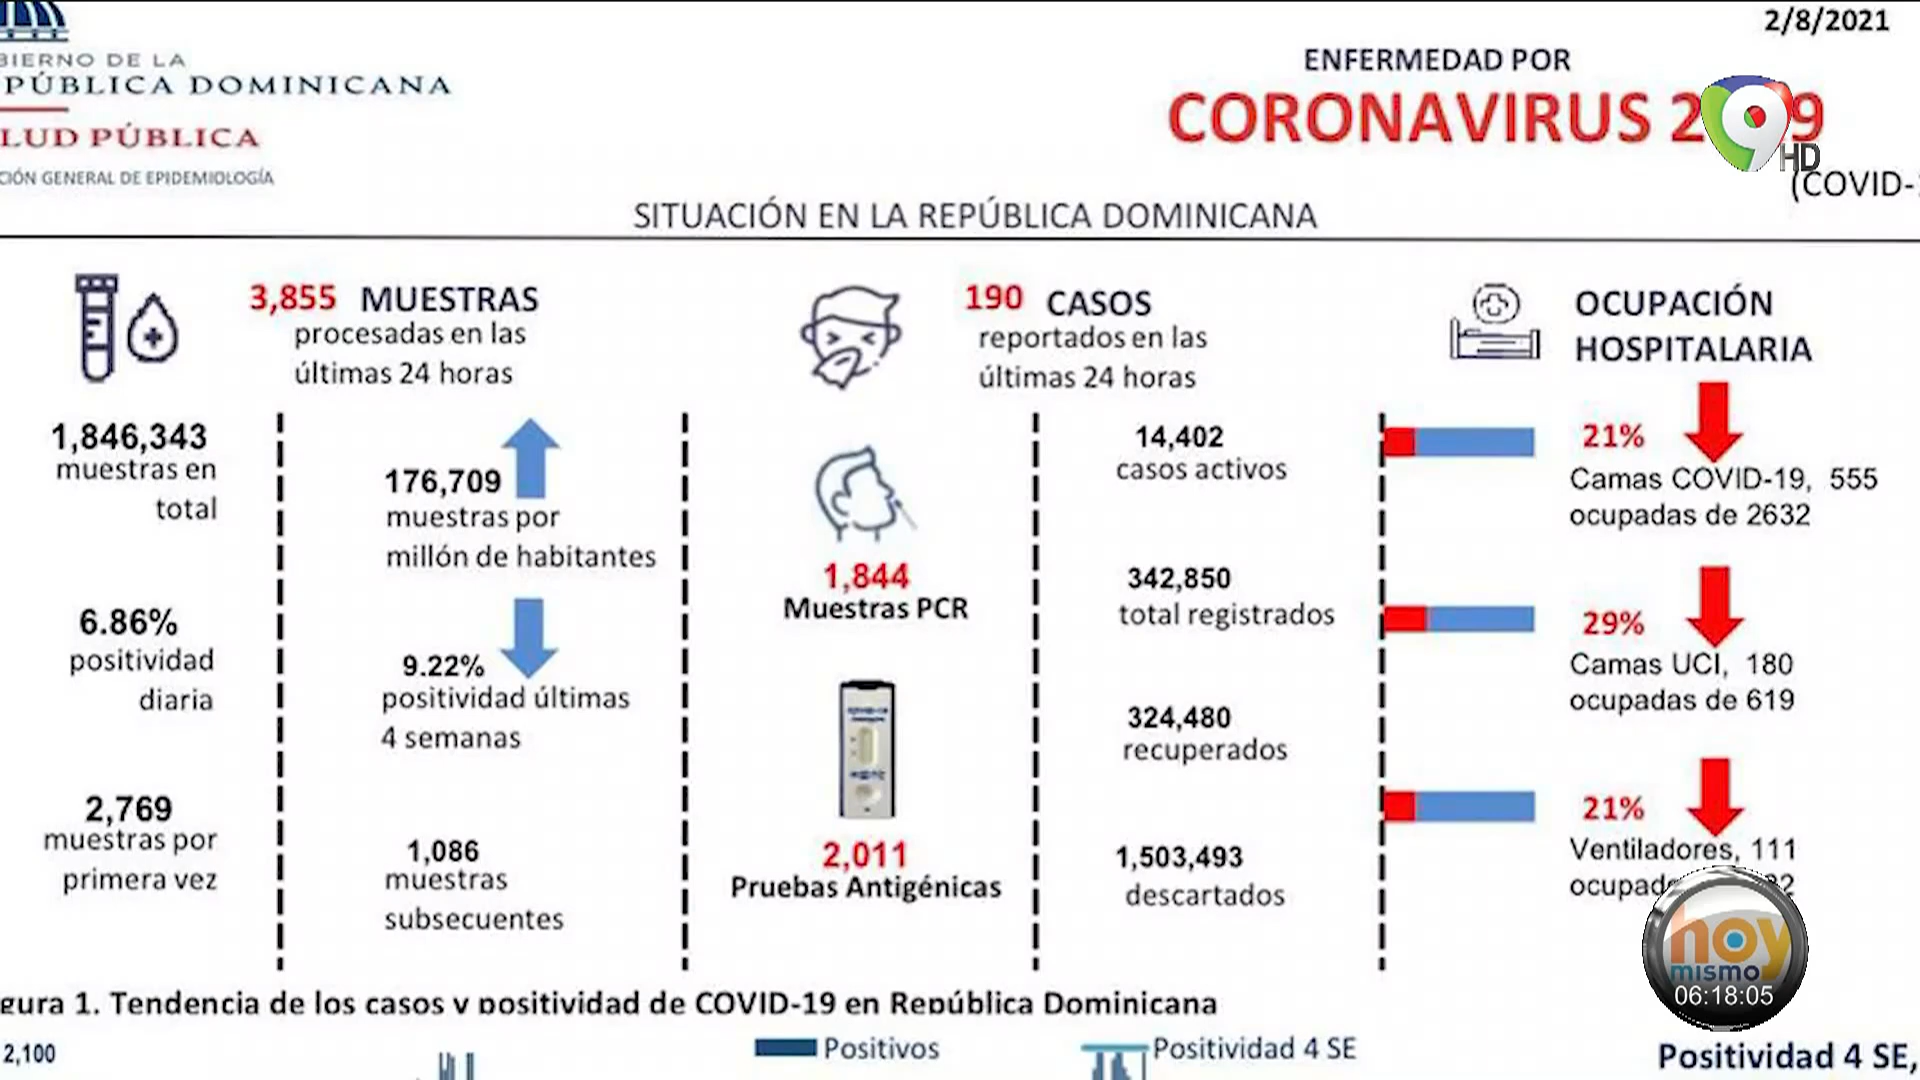 2/8/2021
BIERNO DE LA
PÚBLICA DOMINICANA
LUD PÚBLICA
CIÓN GENERAL DE EPIDEMIOLOGÍA
ENFERMEDAD POR
CORONAVIRUS 2 9
HD
(COVID-
SITUACIÓN EN LA REPÚBLICA DOMINICANA
3,855 MUESTRAS
procesadas en las
últimas 24 horas
1,846,343
muestras en
total
176,709
muestras por
millón de habitantes
6.86%
positividad
diaria
9.22%
positividad últimas
4 semanas
2,769
muestras por
primera vez
1,086
muestras
subsecuentes
190 CASOS
reportados en las
últimas 24 horas
1,844
Muestras PCR
2,011
Pruebas Antigénicas
14,402
casos activos
342,850
total registrados
324,480
recuperados
1,503,493
descartados
OCUPACIÓN
HOSPITALARIA
21%
Camas COVID-19, 555
ocupadas de 2632
29%
Camas UCI, 180
ocupadas de 619
21%
Ventiladores, 111
ocupad
hoy
mismo
06:18:05
gura 1. Tendencia de los casos y positividad de COVID-19 en República Dominicana
2,100
Positivos
Positividad 4 SE
Positividad 4 SE,